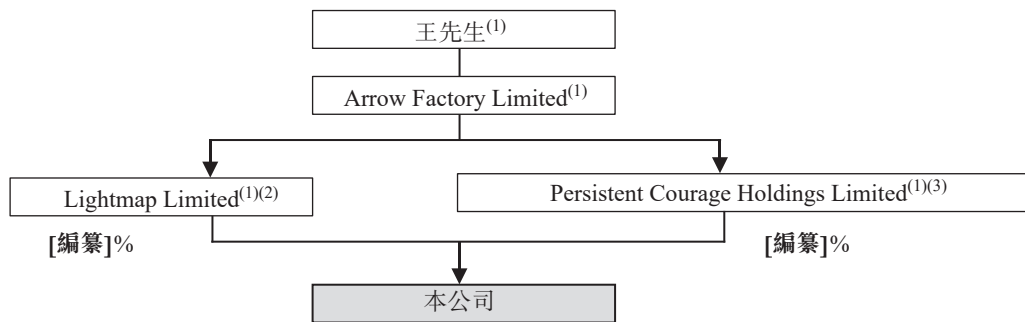 王先生(1)
Arrow Factory Limited(1)
Lightmap Limited(1)(2)
Persistent Courage Holdings Limited(1)(3)
[編纂]%
[編纂]%
本公司